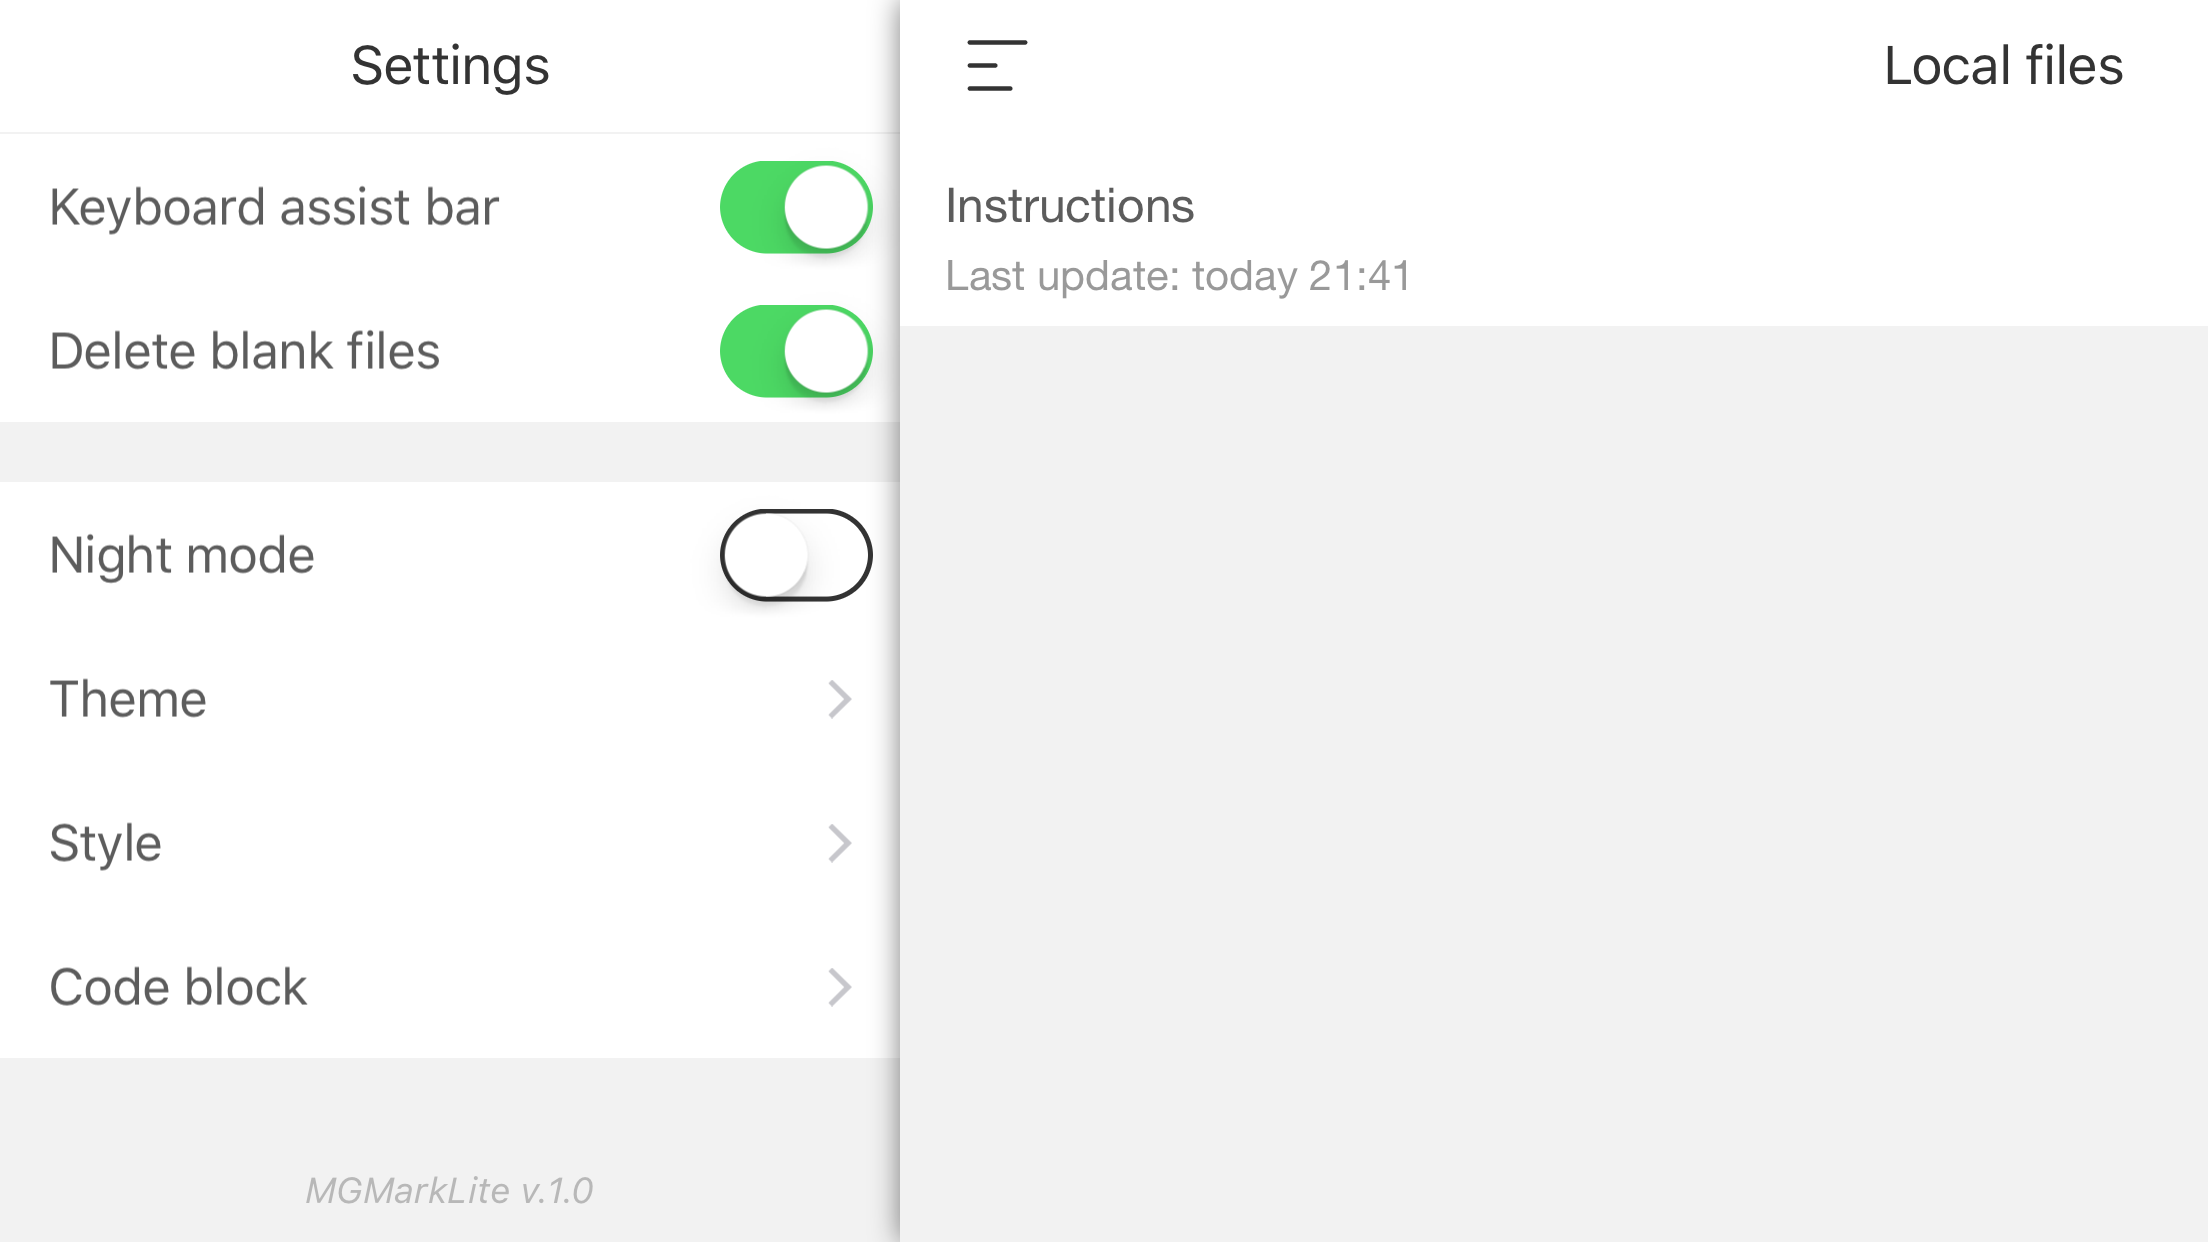 Settings
Keyboard assist bar
Delete blank files
Night mode
Theme
Style
Code block
MGMarkLite v.1.0
Local files
Instructions
Last update: today 21:41